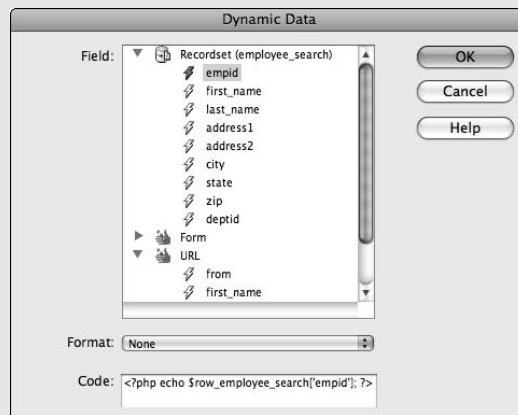 Dynamic Data
Field:
Recordset (employee_search)
empid
first_name
last_name
address1
address2
city
state
zip
deptid
Form
URL
from
first_name
OK
Cancel
Help
Format: None
Code: <?php echo $row_employee_search['empid']; ?>